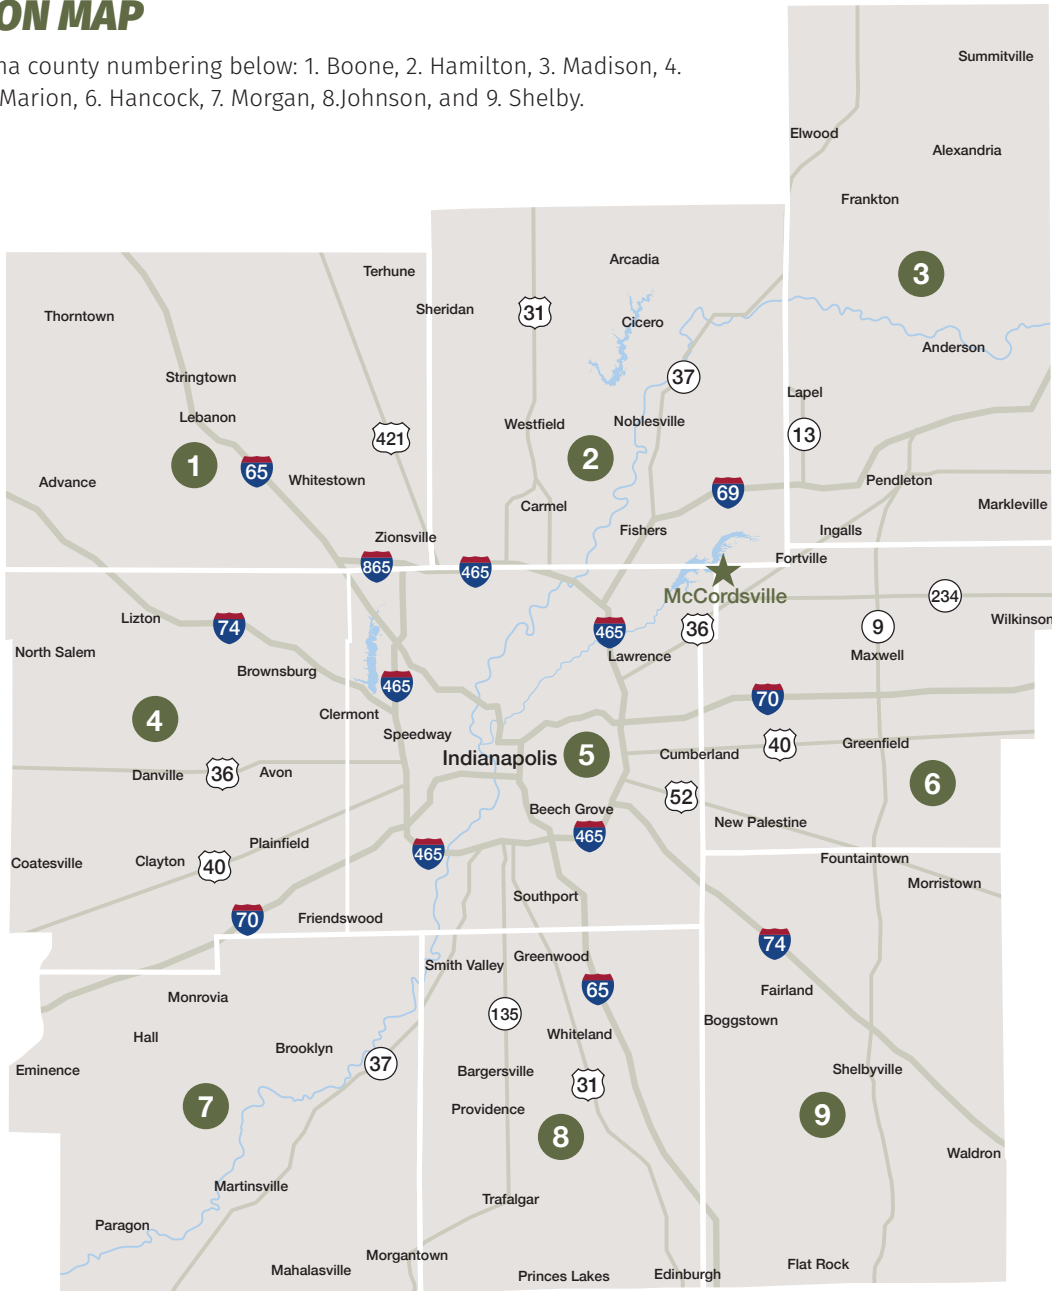 ON MAP
na county numbering below: 1. Boone, 2. Hamilton, 3. Madison, 4.
Marion, 6. Hancock, 7. Morgan, 8.Johnson, and 9. Shelby.
Summitville
Elwood
Alexandria
Frankton
Arcadia
Terhune
3
Sheridan
31
Thorntown
Cicero
Anderson
Stringtown
37
Lapel
Lebanon
Westfield
Noblesville
421
13
1
65
2
Whitestown
Advance
Pendleton
69
Carmel
Markleville
Zionsville
Fishers
Ingalls
865
465
Fortville
McCordsville
234
Lizton
74
465
36
9
Wilkinson
North Salem
Lawrence
Maxwell
Brownsburg
465
70
Clermont
4
Speedway
Indianapolis
5
Cumberland
40
Greenfield
Danville
36
Avon
6
52
Beech Grove
New Palestine
465
Plainfield
465
Coatesville
Clayton
40
Fountaintown
Morristown
Southport
70
Friendswood
74
Smith Valley
Greenwood
65
Fairland
Monrovia
135
Boggstown
Hall
Whiteland
Brooklyn
37
Eminence
Bargersville
31
Shelbyville
7
Providence
9
8
Waldron
Martinsville
Trafalgar
Paragon
Morgantown
Flat Rock
Mahalasville
Princes Lakes
Edinburgh